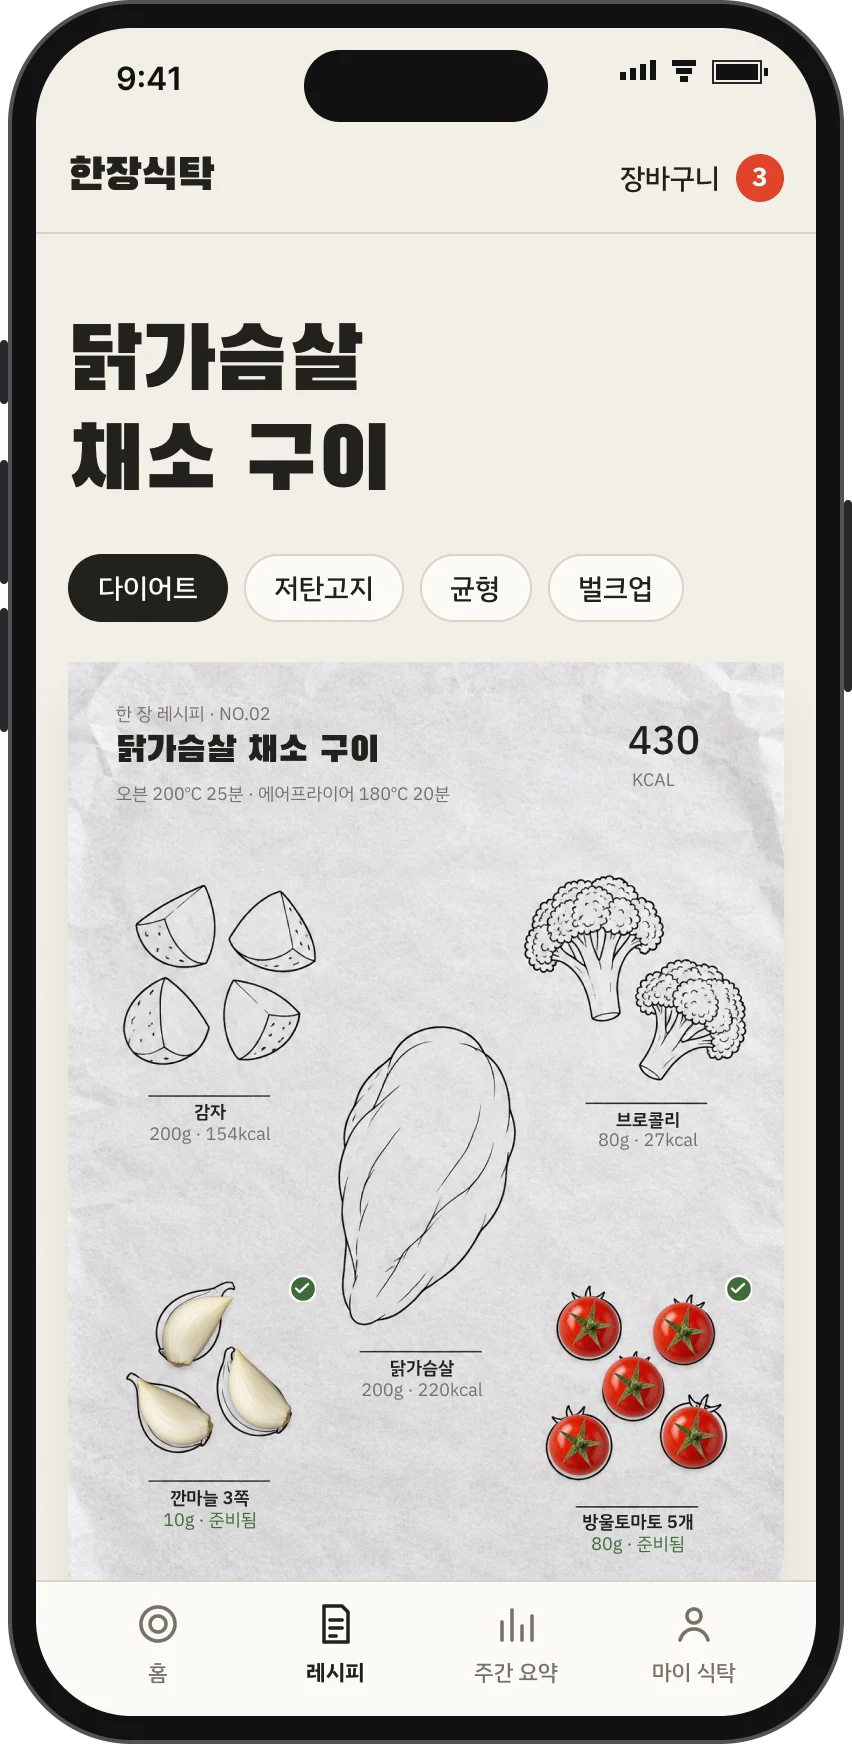 9:41
한장식탁
장바구니 3
닭가슴살
채소 구이
다이어트 저탄고지 균형 벌크업
한 장 레시피 · NO.02
닭가슴살 채소 구이
오븐 200°C 25분 · 에어프라이어 180°C 20분
430
KCAL
감자
200g · 154kcal
브로콜리
80g · 27kcal
닭가슴살
200g · 220kcal
깐마늘 3쪽
10g · 준비됨
방울토마토 5개
80g · 준비됨
홈 레시피 주간 요약 마이 식탁